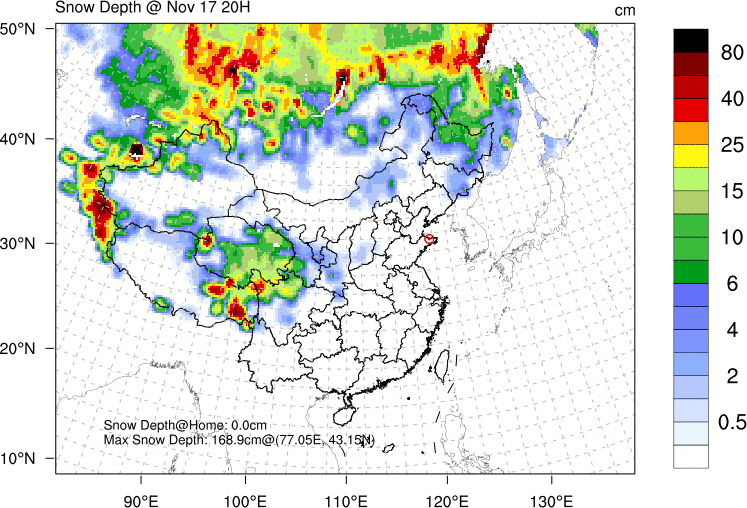 Snow Depth @ Nov 17 20H
cm
50°N
40°N
30°N
20°N
10°N
90°E
100°E
110°E
120°E
130°E
80
40
25
15
10
6
4
2
0.5
Snow Depth@Home: 0.0cm
Max Snow Depth: 168.9cm@(77.05E, 43.15N)